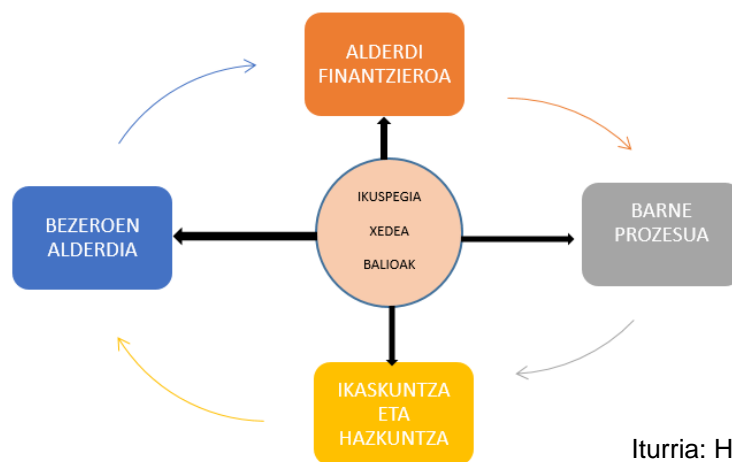 ALDERDI
FINANTZIEROA
BEZEROEN
ALDERDIA
IKUSPEGIA
XEDEA
BALIOAK
BARNE
PROZESUA
IKASKUNTZA
ETA
HAZKUNTZA
Iturria: H